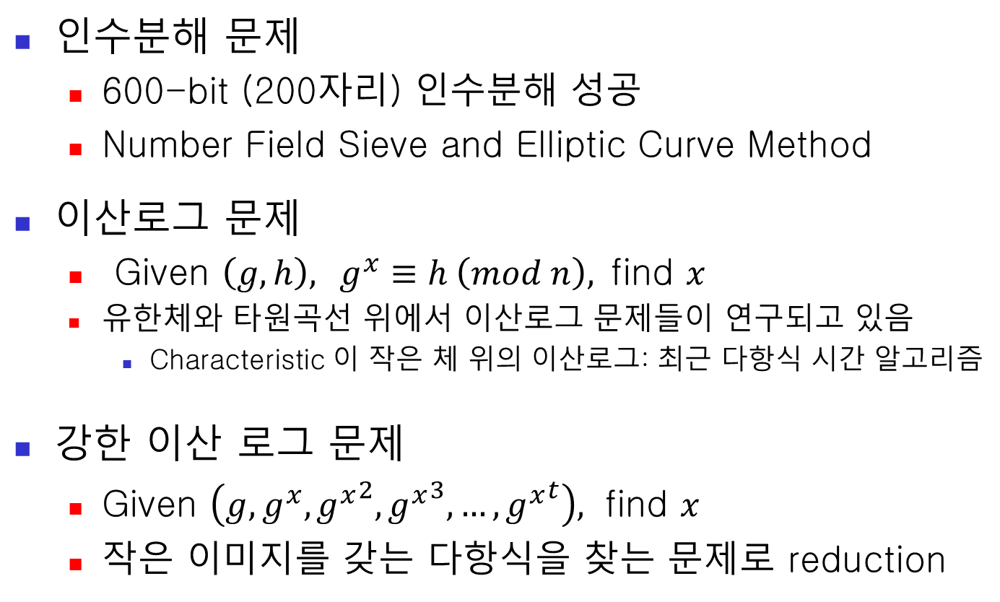 인수분해 문제
600-bit (200자리) 인수분해 성공
Number Field Sieve and Elliptic Curve Method
이산로그 문제
Given (g, h), g^x ≡ h (mod n), find x
유한체와 타원곡선 위에서 이산로그 문제들이 연구되고 있음
Characteristic 이 작은 체 위의 이산로그: 최근 다항식 시간 알고리즘
강한 이산 로그 문제
Given (g, g^x, g^{x^2}, g^{x^3}, …, g^{x^t}), find x
작은 이미지를 갖는 다항식을 찾는 문제로 reduction